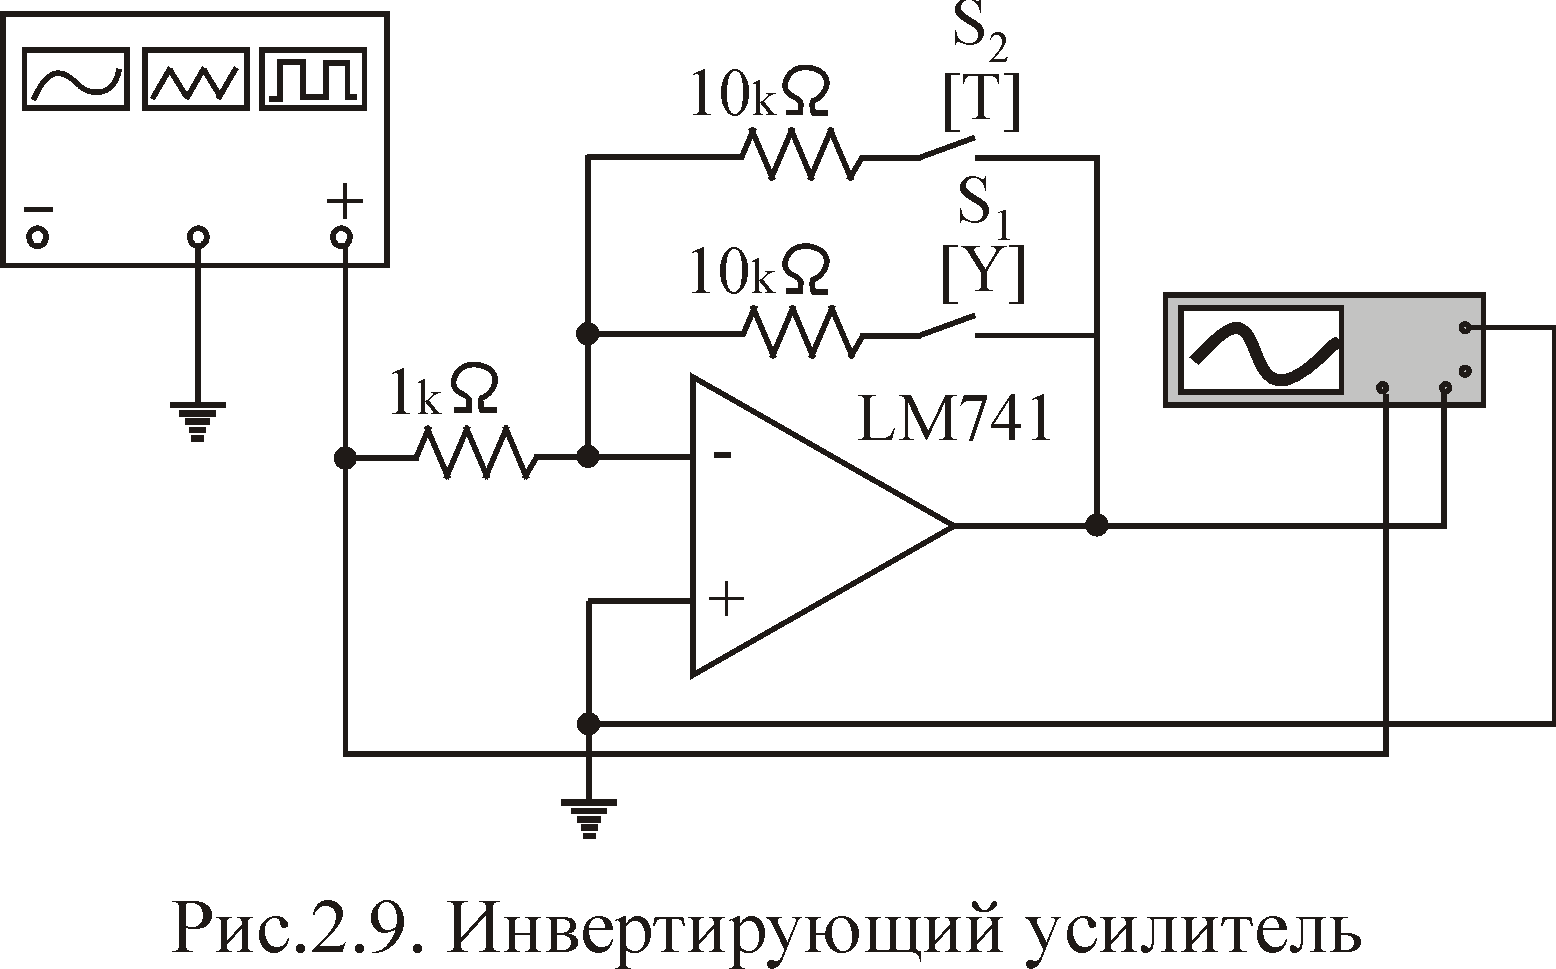 S2
[T]
10kΩ
S1
[Y]
10kΩ
1kΩ
LM741
-
+
-
+
Рис.2.9. Инвертирующий усилитель